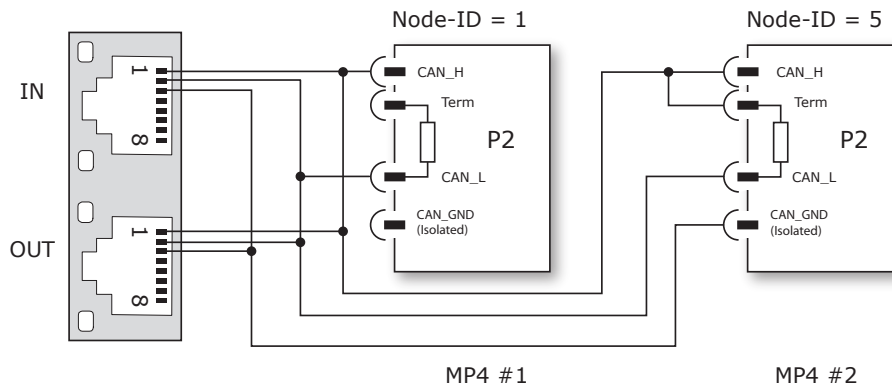 Node-ID = 1
Node-ID = 5
IN
1
8
CAN_H
Term
P2
CAN_L
CAN_GND
(Isolated)
CAN_H
Term
P2
CAN_L
CAN_GND
(Isolated)
OUT
1
8
MP4 #1
MP4 #2